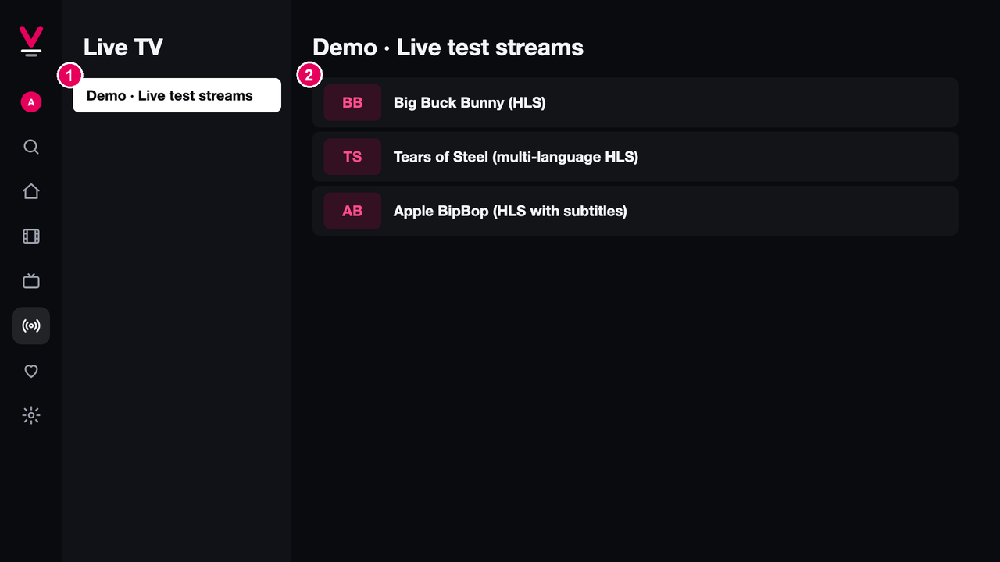 Live TV
1
Demo · Live test streams
A
Demo · Live test streams
2
BB
Big Buck Bunny (HLS)
TS
Tears of Steel (multi-language HLS)
AB
Apple BipBop (HLS with subtitles)